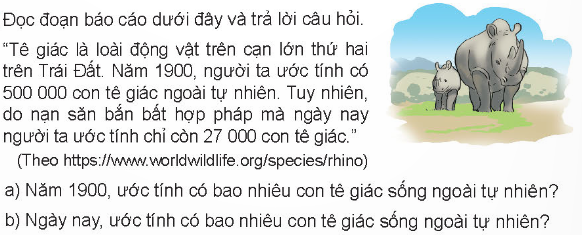 Đọc đoạn báo cáo dưới đây và trả lời câu hỏi.
“Tê giác là loài động vật trên cạn lớn thứ hai
trên Trái Đất. Năm 1900, người ta ước tính có
500 000 con tê giác ngoài tự nhiên. Tuy nhiên,
do nạn săn bắn bất hợp pháp mà ngày nay
người ta ước tính chỉ còn 27 000 con tê giác.”
(Theo https://www.worldwildlife.org/species/rhino)
a) Năm 1900, ước tính có bao nhiêu con tê giác sống ngoài tự nhiên?
b) Ngày nay, ước tính có bao nhiêu con tê giác sống ngoài tự nhiên?